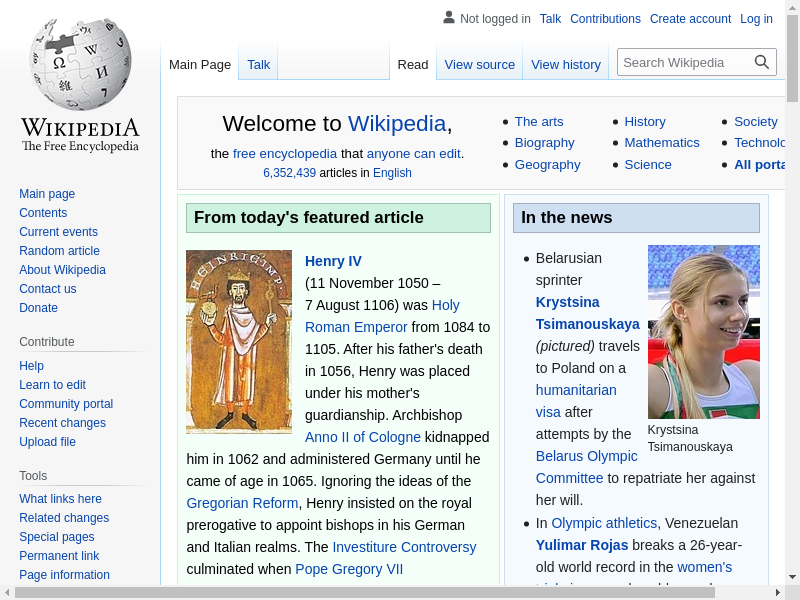 Not logged in Talk Contributions Create account Log in
Main Page Talk Read View source View history Search Wikipedia
WIKIPEDIA
The Free Encyclopedia
Main page
Contents
Current events
Random article
About Wikipedia
Contact us
Donate
Contribute
Help
Learn to edit
Community portal
Recent changes
Upload file
Tools
What links here
Related changes
Special pages
Permanent link
Page information
Welcome to Wikipedia,
the free encyclopedia that anyone can edit.
6,352,439 articles in English
The arts
Biography
Geography
History
Mathematics
Science
Society
Technolo
All porta
From today's featured article
HEINRIC IMP.
Henry IV
(11 November 1050 –
7 August 1106) was Holy
Roman Emperor from 1084 to
1105. After his father's death
in 1056, Henry was placed
under his mother's
guardianship. Archbishop
Anno II of Cologne kidnapped
him in 1062 and administered Germany until he
came of age in 1065. Ignoring the ideas of the
Gregorian Reform, Henry insisted on the royal
prerogative to appoint bishops in his German
and Italian realms. The Investiture Controversy
culminated when Pope Gregory VII
In the news
Belarusian
sprinter
Krystsina
Tsimanouskaya
(pictured) travels
to Poland on a
humanitarian
visa after
attempts by the
Belarus Olympic
Committee to repatriate her against
her will.
Krystsina
Tsimanouskaya
In Olympic athletics, Venezuelan
Yulimar Rojas breaks a 26-year-
old world record in the women's